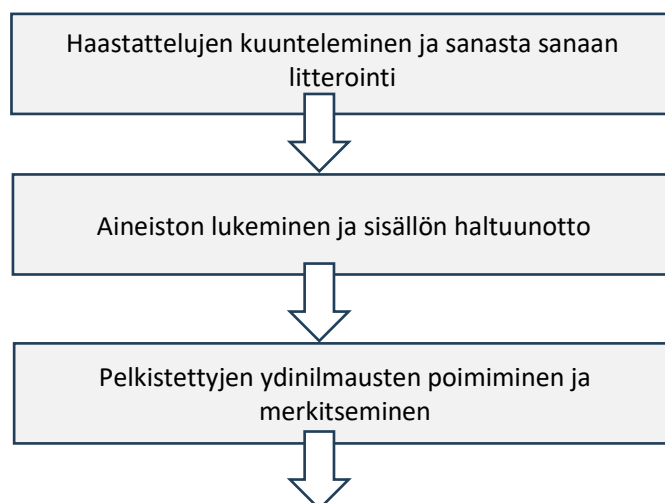 Haastattelujen kuunteleminen ja sanasta sanaan
litterointi
Aineiston lukeminen ja sisällön haltuunotto
Pelkistettyjen ydinilmausten poimiminen ja
merkitseminen